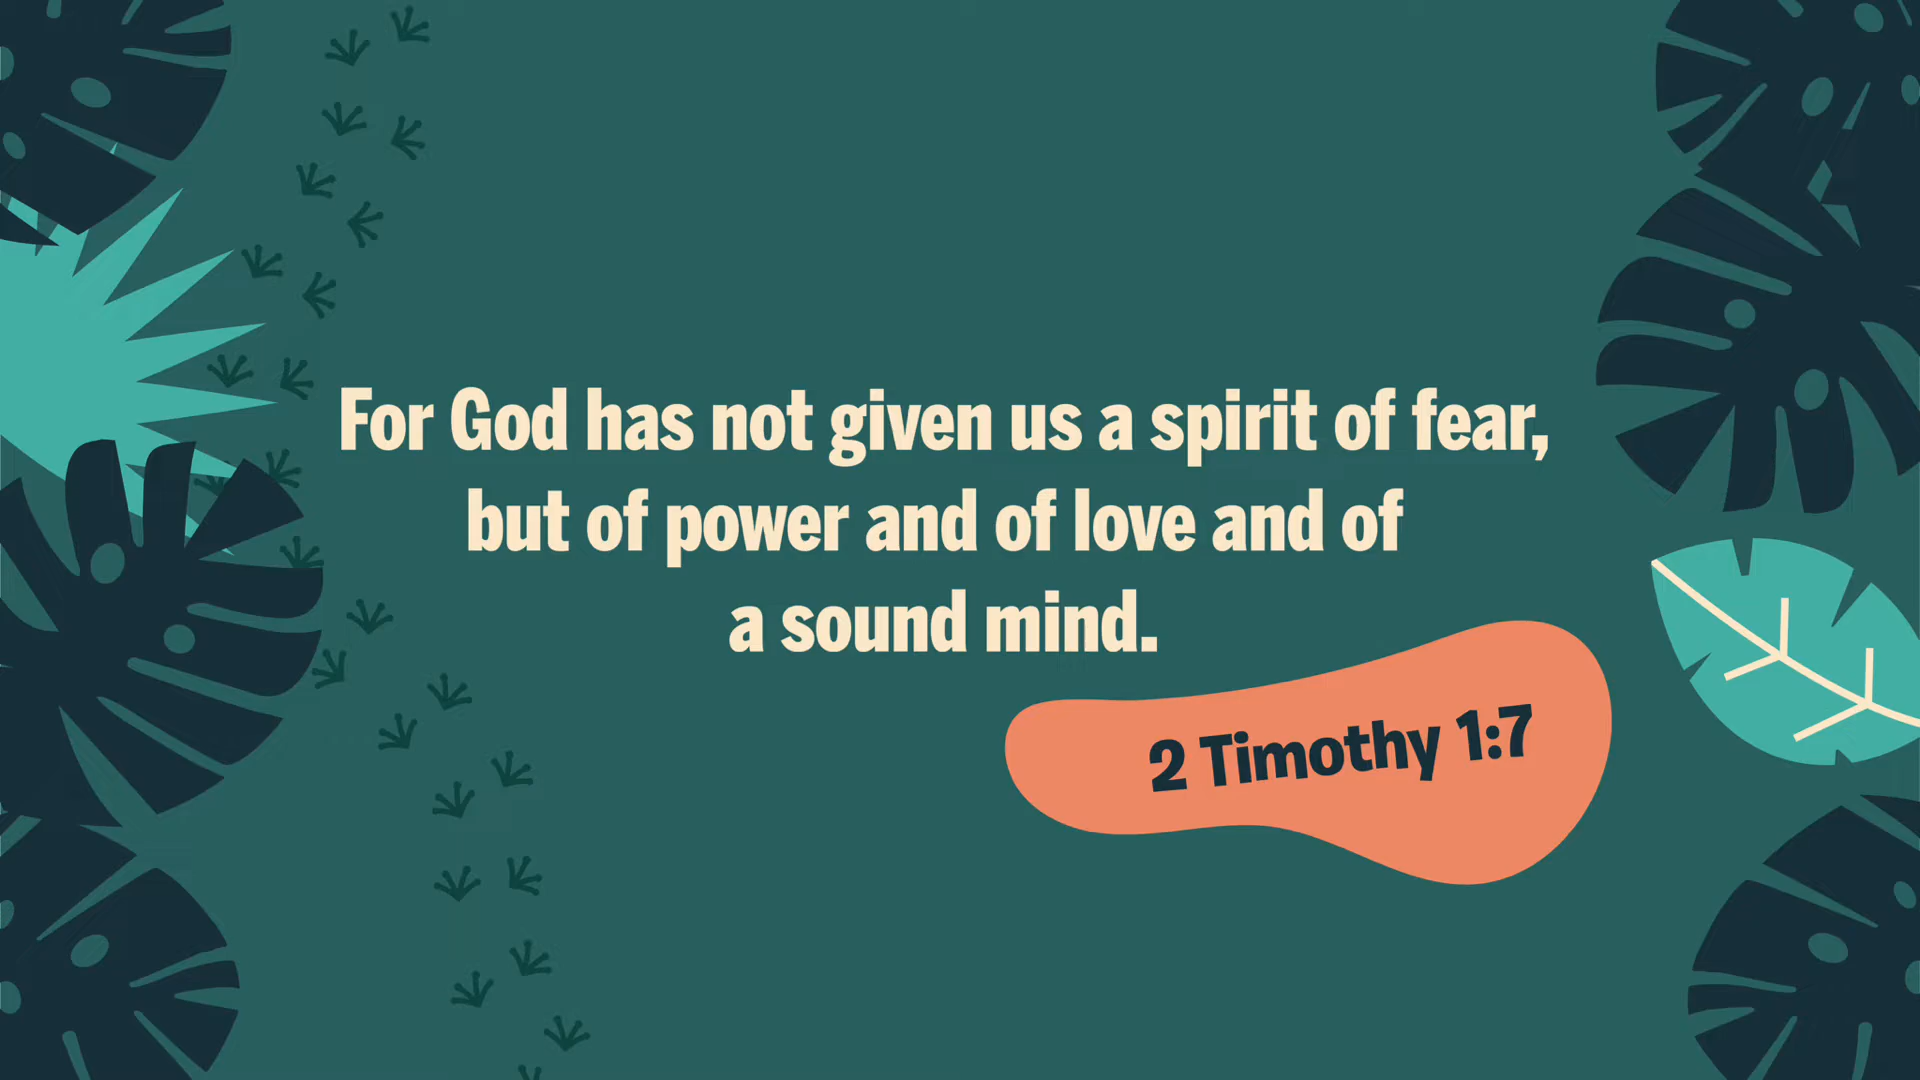 For God has not given us a spirit of fear,
but of power and of love and of
a sound mind.
2 Timothy 1:7